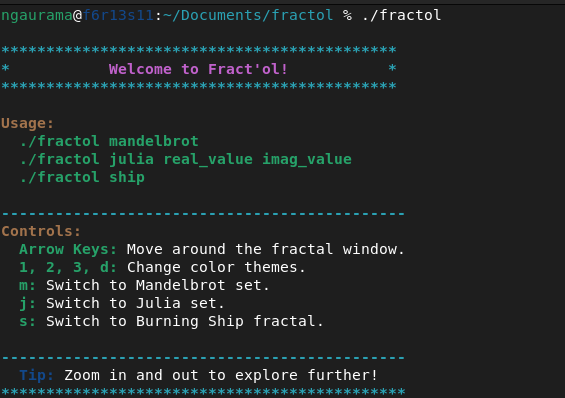 ngaurama@f6r13s11:~/Documents/fractol % ./fractol
********************************************
*           Welcome to Fract'ol!           *
********************************************
Usage:
  ./fractol mandelbrot
  ./fractol julia real_value imag_value
  ./fractol ship
---------------------------------------------
Controls:
  Arrow Keys: Move around the fractal window.
  1, 2, 3, d: Change color themes.
  m: Switch to Mandelbrot set.
  j: Switch to Julia set.
  s: Switch to Burning Ship fractal.
---------------------------------------------
  Tip: Zoom in and out to explore further!
*********************************************